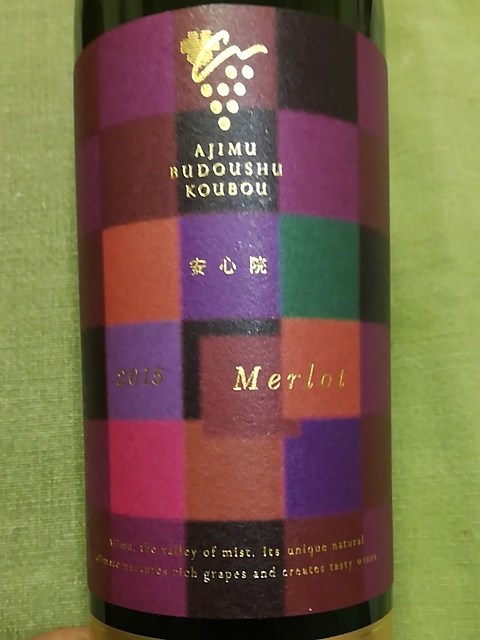 AJIMU
BUDOUSHU
KOUBOU
安心院
2015 Merlot
Ajimu, the valley of mist. Its unique natural
climate nurtures rich grapes and creates tasty wines.